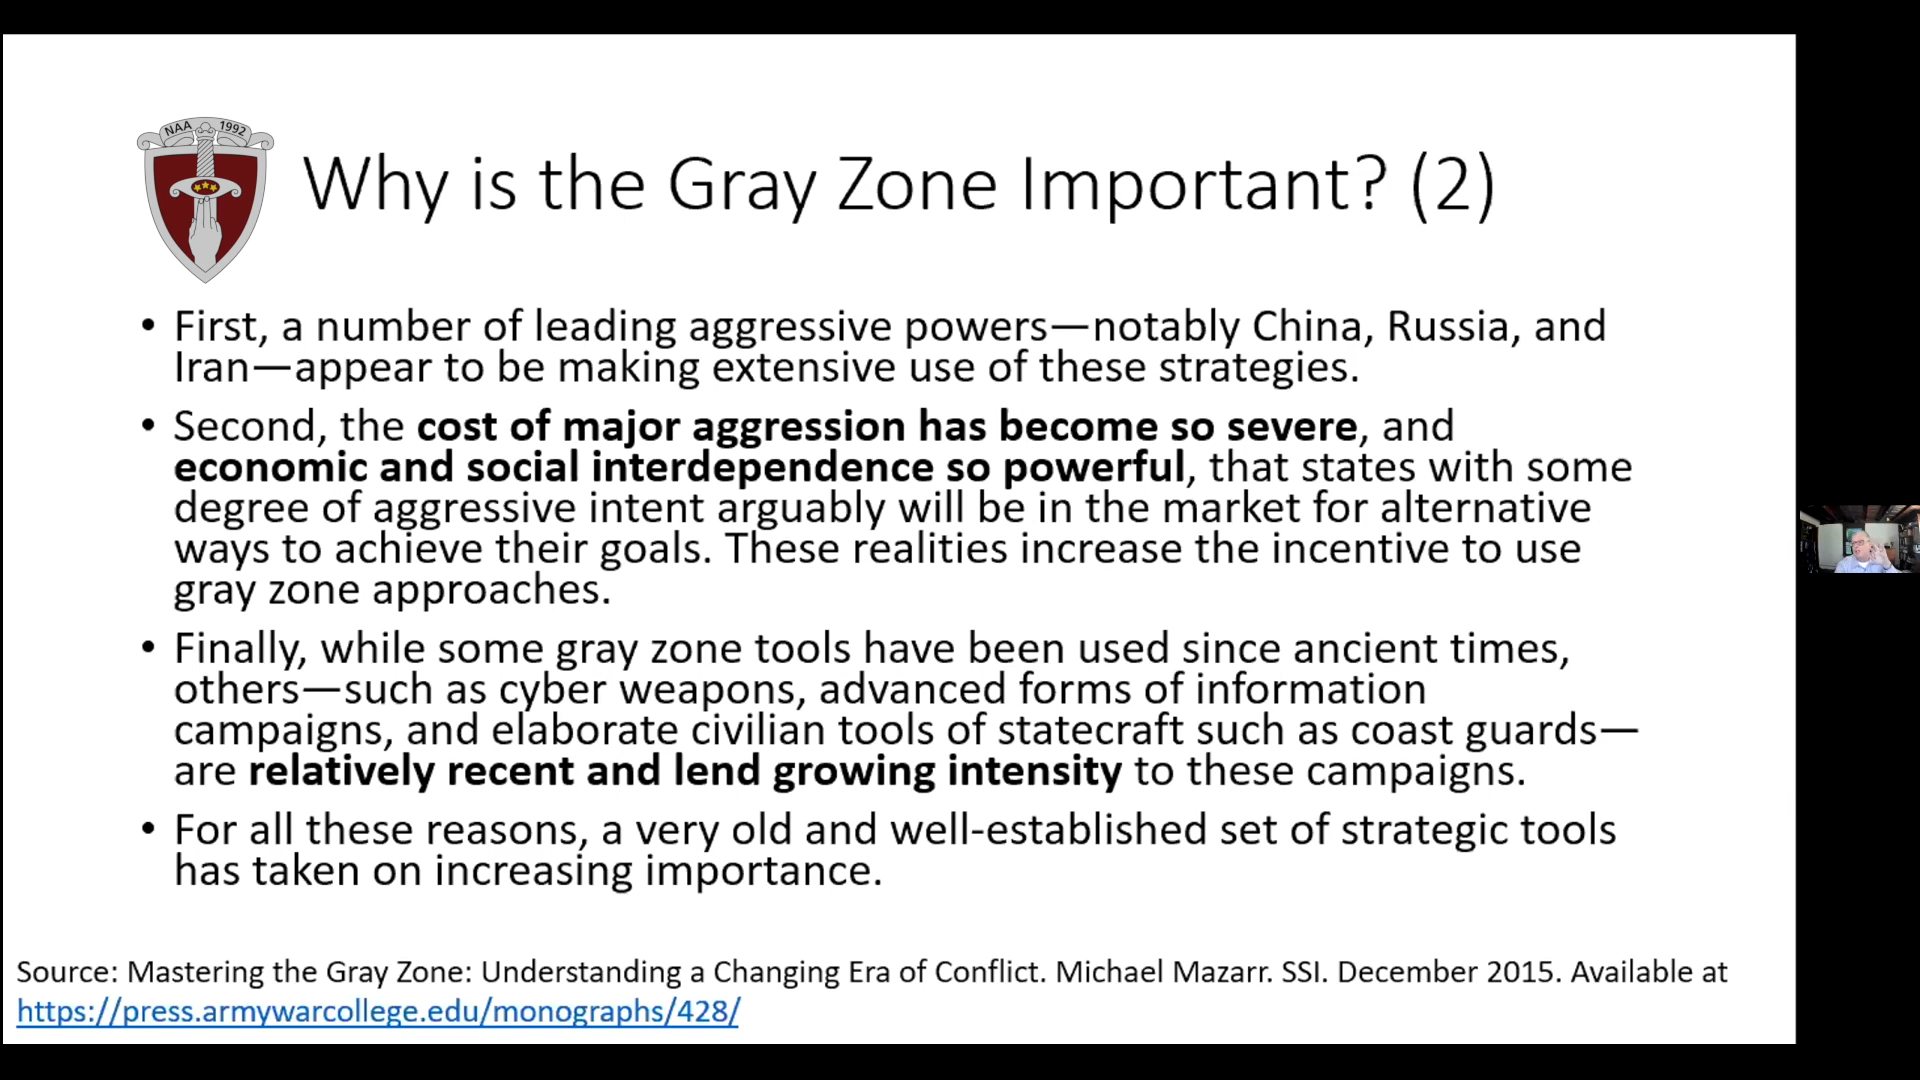 NAA 1992
Why is the Gray Zone Important? (2)
• First, a number of leading aggressive powers—notably China, Russia, and
Iran—appear to be making extensive use of these strategies.
• Second, the cost of major aggression has become so severe, and
economic and social interdependence so powerful, that states with some
degree of aggressive intent arguably will be in the market for alternative
ways to achieve their goals. These realities increase the incentive to use
gray zone approaches.
• Finally, while some gray zone tools have been used since ancient times,
others—such as cyber weapons, advanced forms of information
campaigns, and elaborate civilian tools of statecraft such as coast guards—
are relatively recent and lend growing intensity to these campaigns.
• For all these reasons, a very old and well-established set of strategic tools
has taken on increasing importance.
Source: Mastering the Gray Zone: Understanding a Changing Era of Conflict. Michael Mazarr. SSI. December 2015. Available at
https://press.armywarcollege.edu/monographs/428/